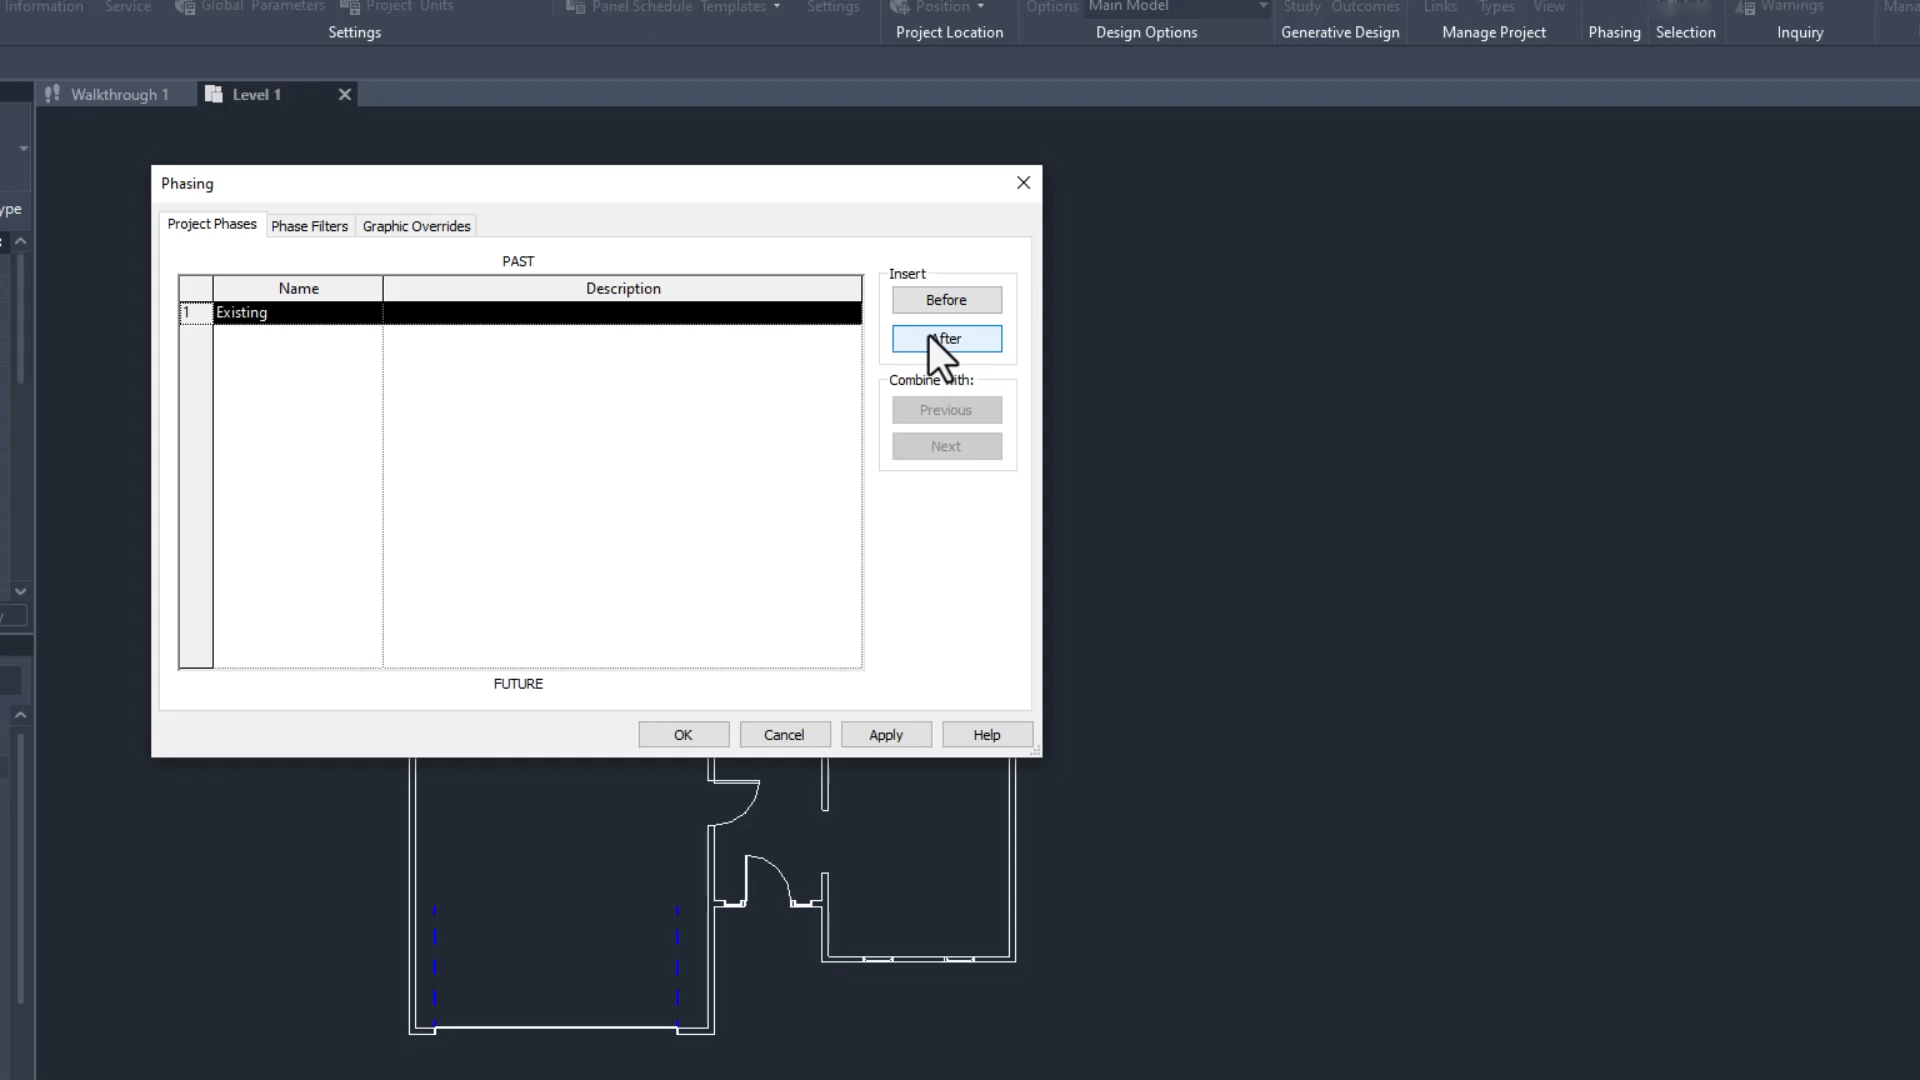 Information
Service
Global Parameters
Project Units
Panel Schedule Templates
Settings
Position
Options
Main Model
Study Outcomes
Links
Types
View
Warnings
Settings
Project Location
Design Options
Generative Design
Manage Project
Phasing
Selection
Inquiry
Walkthrough 1
Level 1
Phasing
Project Phases
Phase Filters
Graphic Overrides
PAST
Name
Description
1
Existing
Insert
Before
After
Combine with:
Previous
Next
FUTURE
OK
Cancel
Apply
Help